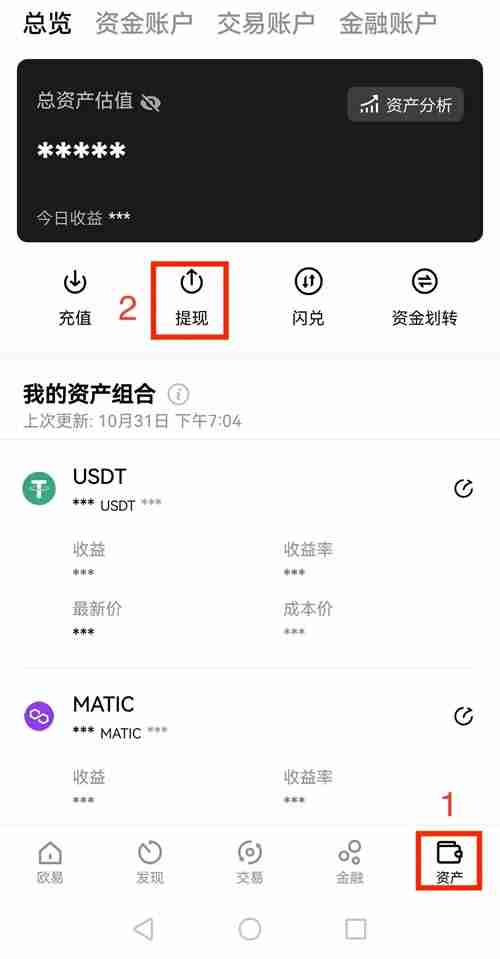 总览 资金账户 交易账户 金融账户
总资产估值
资产分析
*****
今日收益 ***
充值 2 提现 闪兑 资金划转
我的资产组合
上次更新: 10月31日 下午7:04
USDT
*** USDT ***
收益 收益率
*** ***
最新价 成本价
*** ***
MATIC
*** MATIC ***
收益 收益率
*** ***
1
欧易 发现 交易 金融 资产